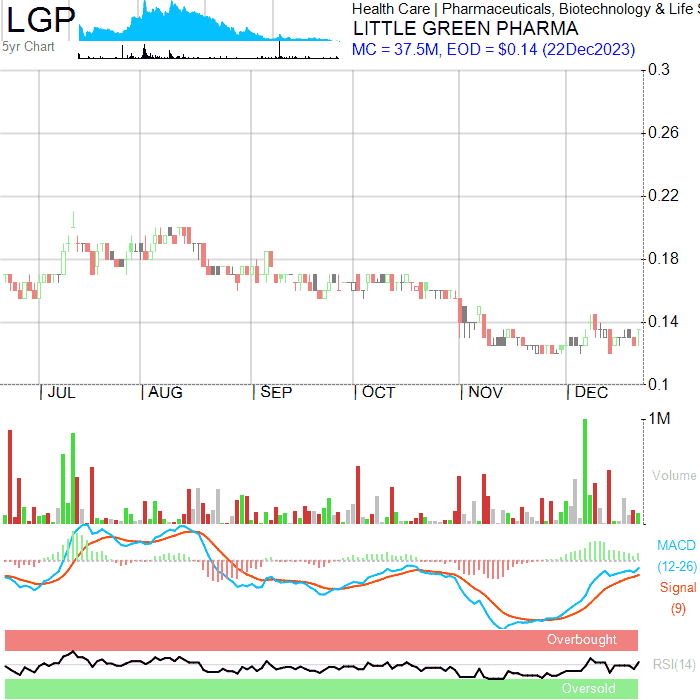 LGP
5yr Chart
Health Care | Pharmaceuticals, Biotechnology & Life S
LITTLE GREEN PHARMA
MC = 37.5M, EOD = $0.14 (22Dec2023)
0.3
0.26
0.22
0.18
0.14
0.1
| JUL | AUG | SEP | OCT | NOV | DEC
1M
Volume
MACD
(12-26)
Signal
(9)
Overbought
RSI(14)
Oversold